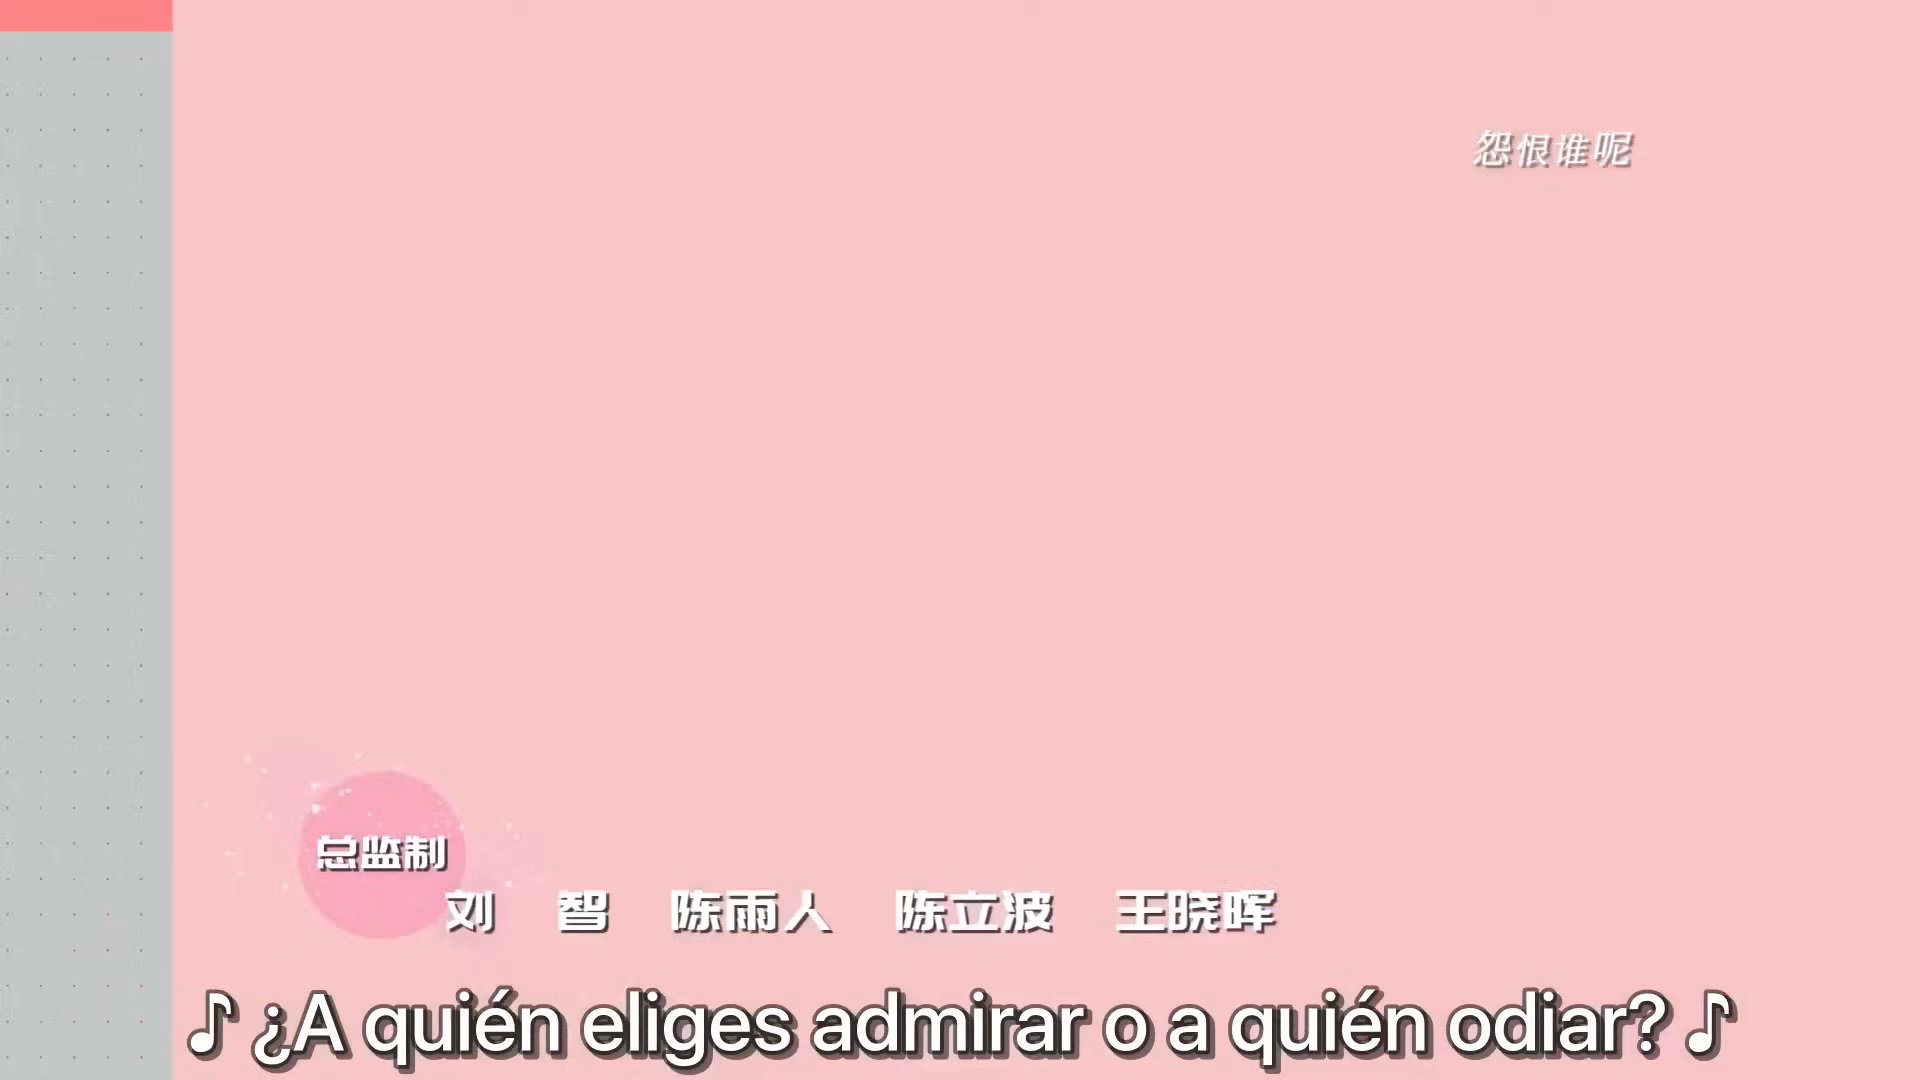 怨恨谁呢
总监制
刘 智 陈雨人 陈立波 王晓晖
♪ ¿A quién eliges admirar o a quién odiar? ♪